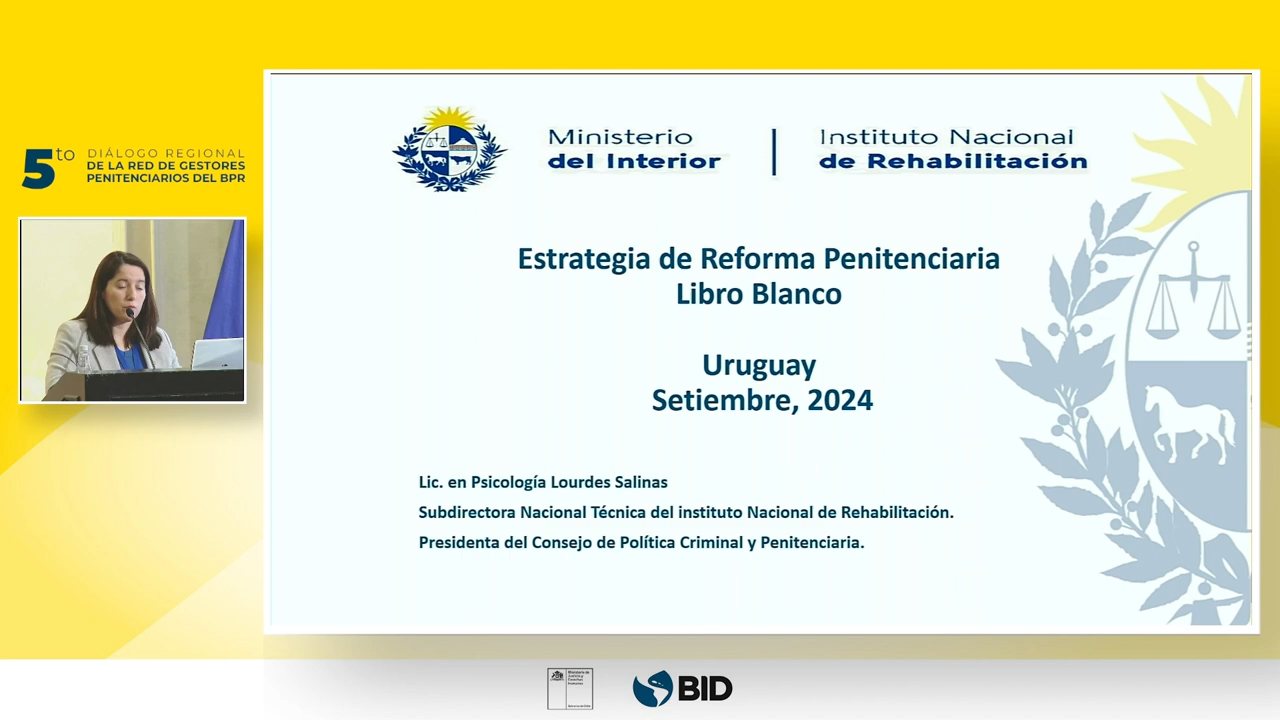 5to
DIÁLOGO REGIONAL
DE LA RED DE GESTORES
PENITENCIARIOS DEL BPR
Ministerio
del Interior
Instituto Nacional
de Rehabilitación
Estrategia de Reforma Penitenciaria
Libro Blanco
Uruguay
Setiembre, 2024
Lic. en Psicología Lourdes Salinas
Subdirectora Nacional Técnica del instituto Nacional de Rehabilitación.
Presidenta del Consejo de Política Criminal y Penitenciaria.
BID